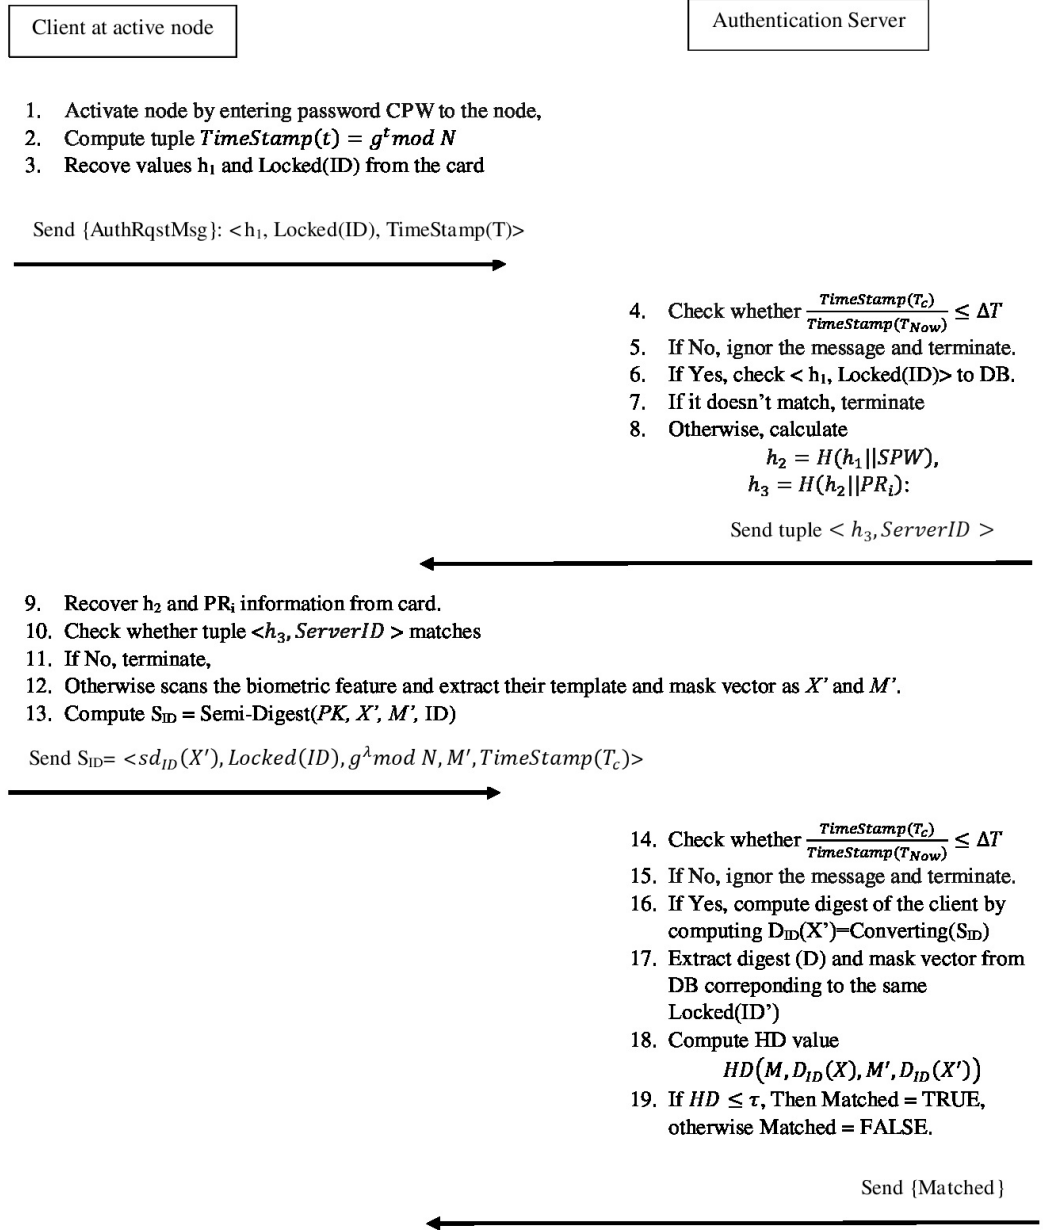 Client at active node
Authentication Server
1. Activate node by entering password CPW to the node,
2. Compute tuple TimeStamp(t) = gᵗmod N
3. Recove values h₁ and Locked(ID) from the card
Send {AuthRqstMsg}: <h₁, Locked(ID), TimeStamp(T)>
4. Check whether TimeStamp(T_c)/TimeStamp(T_Now) ≤ ΔT
5. If No, ignor the message and terminate.
6. If Yes, check < h₁, Locked(ID)> to DB.
7. If it doesn’t match, terminate
8. Otherwise, calculate
h₂ = H(h₁||SPW),
h₃ = H(h₂||PRᵢ):
Send tuple < h₃, ServerID >
9. Recover h₂ and PRᵢ information from card.
10. Check whether tuple <h₃, ServerID > matches
11. If No, terminate,
12. Otherwise scans the biometric feature and extract their template and mask vector as X’ and M’.
13. Compute S_ID = Semi-Digest(PK, X’, M’, ID)
Send S_ID= <sd_ID(X′), Locked(ID), g^λ mod N, M′, TimeStamp(T_c)>
14. Check whether TimeStamp(T_c)/TimeStamp(T_Now) ≤ ΔT
15. If No, ignor the message and terminate.
16. If Yes, compute digest of the client by
computing D_ID(X’)=Converting(S_ID)
17. Extract digest (D) and mask vector from
DB correponding to the same
Locked(ID’)
18. Compute HD value
HD(M, D_ID(X), M′, D_ID(X′))
19. If HD ≤ τ, Then Matched = TRUE,
otherwise Matched = FALSE.
Send {Matched}